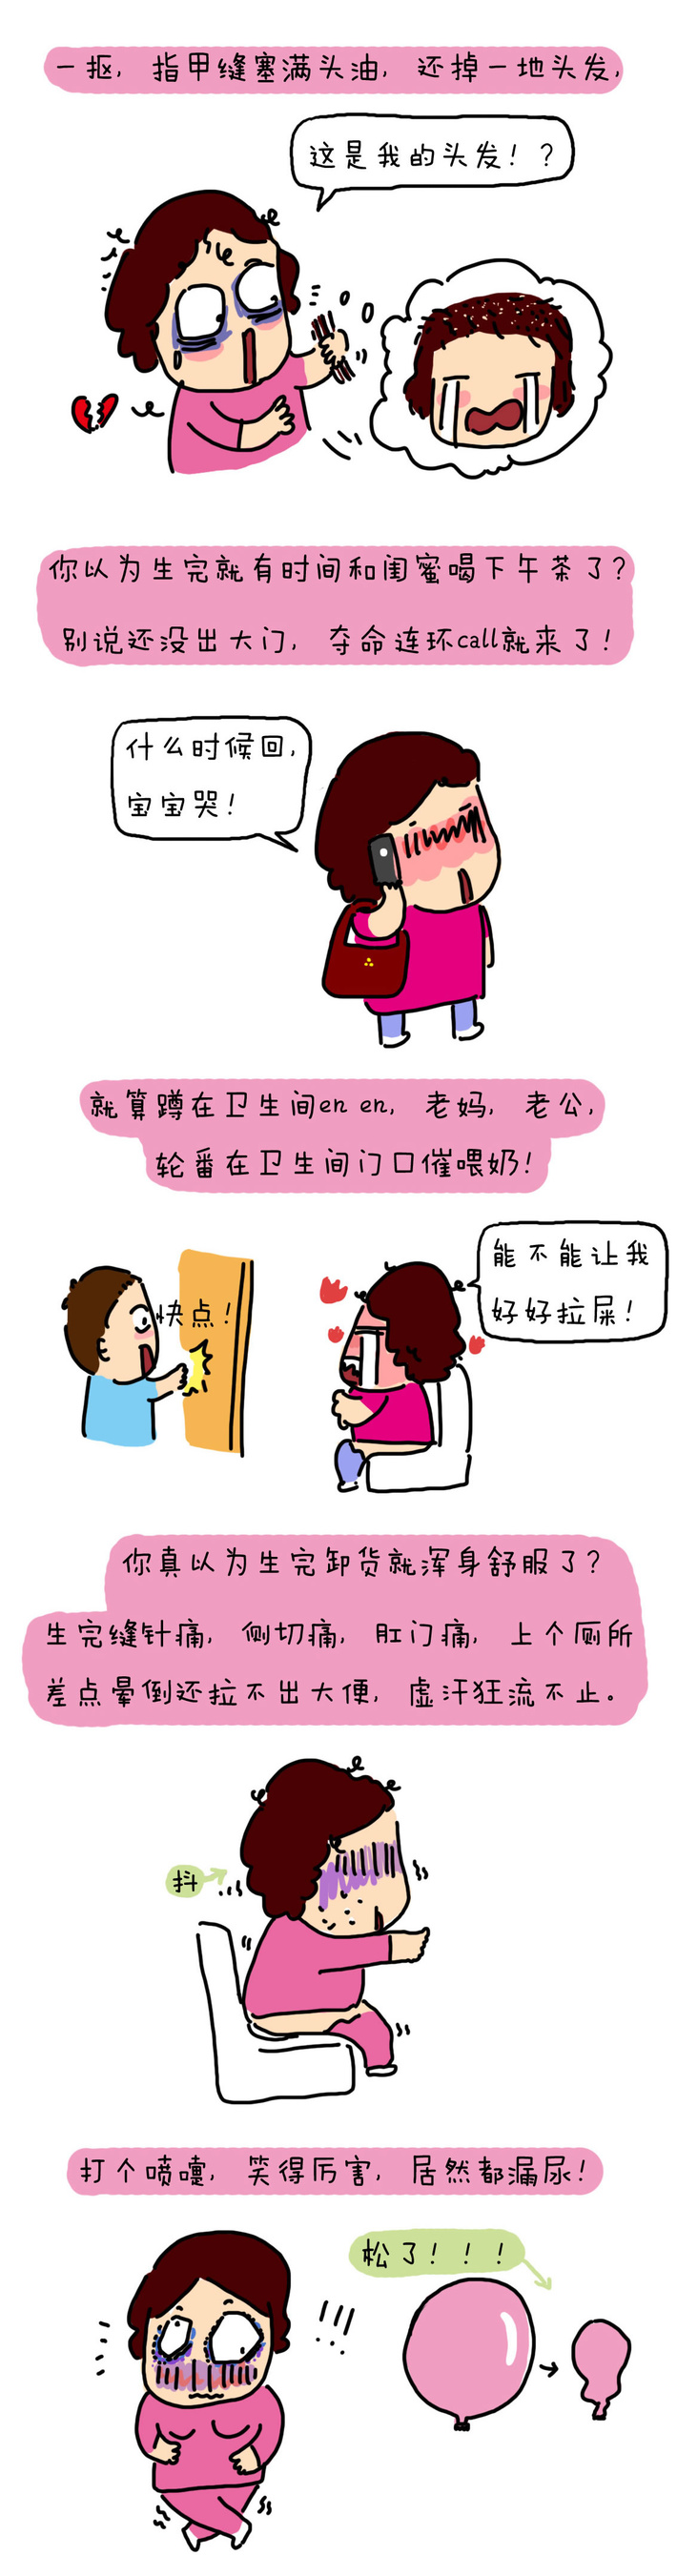 一抠，指甲缝塞满头油，还掉一地头发，
这是我的头发！？
你以为生完就有时间和闺蜜喝下午茶了？
别说还没出大门，夺命连环call就来了！
什么时候回，
宝宝哭！
就算蹲在卫生间en en，老妈，老公，
轮番在卫生间门口催喂奶！
快点！
能不能让我
好好拉屎！
你真以为生完卸货就浑身舒服了？
生完缝针痛，侧切痛，肛门痛，上个厕所
差点晕倒还拉不出大便，虚汗狂流不止。
抖
打个喷嚏，笑得厉害，居然都漏尿！
松了！！！